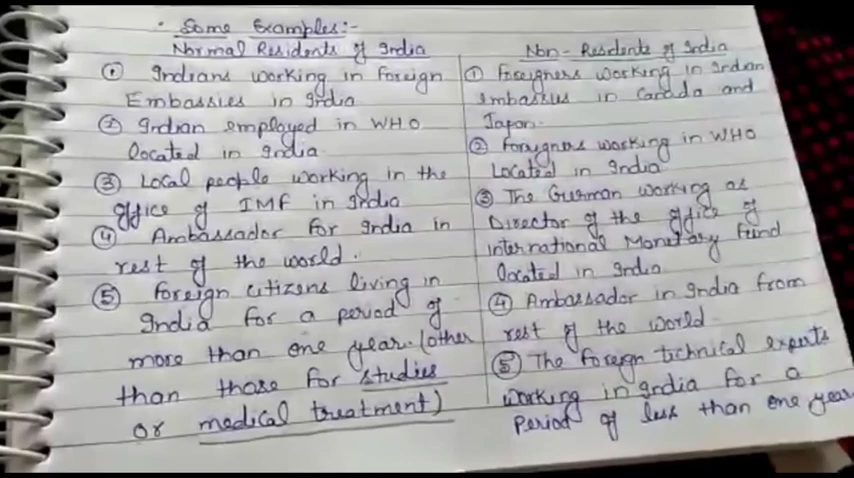 • Some Examples:-
Normal Residents of India
① Indians working in Foreign
Embassies in India
② Indian employed in WHO
located in India
③ Local people working in the
office of IMF in India
④ Ambassador for India in
rest of the world.
⑤ Foreign citizens living in
India for a period of
more than one year. (other
than those for studies
or medical treatment)
Non-Residents of India
① Foreigners working in Indian
embassies in Canada and
Japan.
② Foreigners working in WHO
Located in India
③ The German working as
Director of the office of
International Monetary Fund
located in India
④ Ambassador in India from
rest of the world.
⑤ The foreign technical experts
working in India for a
period of less than one year